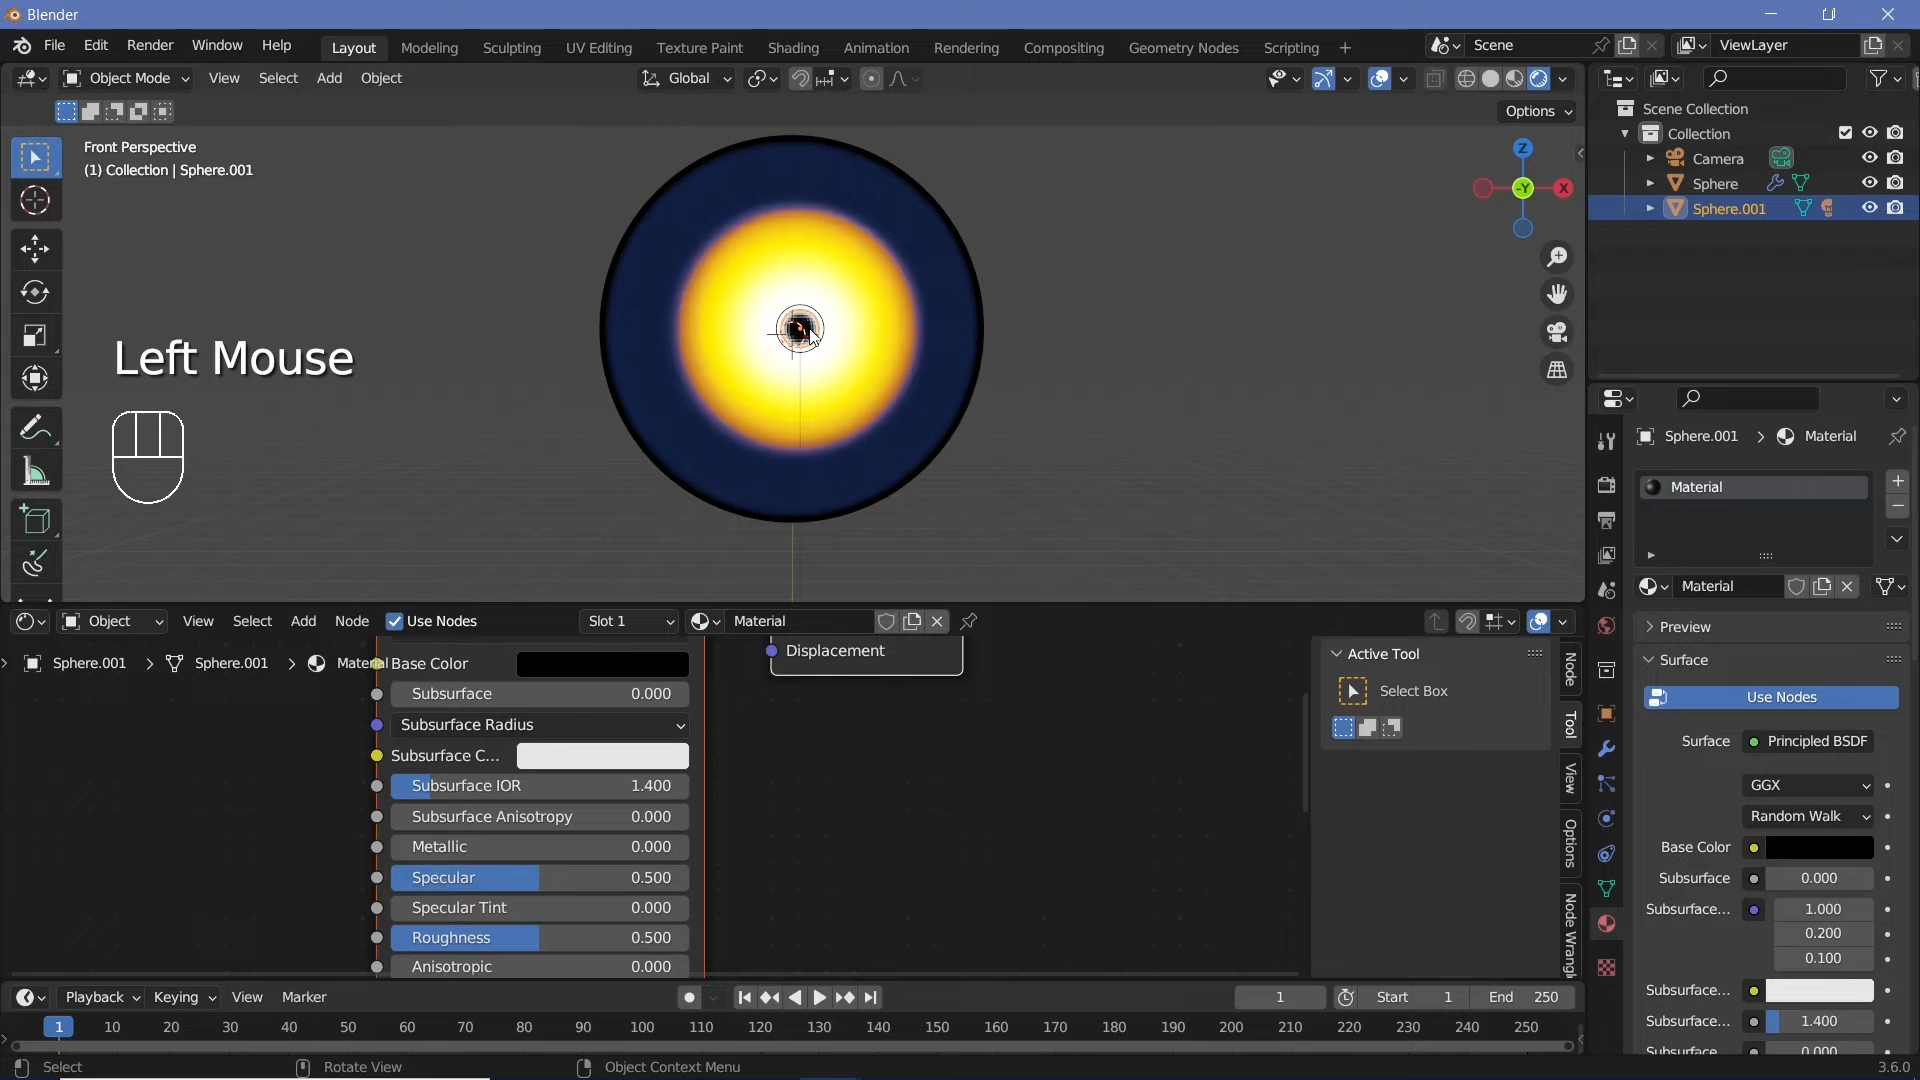 Blender
File Edit Render Window Help
Layout Modeling Sculpting UV Editing Texture Paint Shading Animation Rendering Compositing Geometry Nodes Scripting +
Scene
ViewLayer
Object Mode View Select Add Object
Global
Options
Front Perspective
(1) Collection | Sphere.001
Z
-Y
X
Left Mouse
Scene Collection
Collection
Camera
Sphere
Sphere.001
Sphere.001 > Material
Material
Material
Preview
Surface
Use Nodes
Surface Principled BSDF
GGX
Random Walk
Base Color
Subsurface 0.000
Subsurface... 1.000
0.200
0.100
Subsurface...
Subsurface... 1.400
Subsurface 0.000
Object View Select Add Node Use Nodes
Slot 1
Material
Sphere.001 > Sphere.001 > Material
Base Color
Subsurface 0.000
Subsurface Radius
Subsurface C...
Subsurface IOR 1.400
Subsurface Anisotropy 0.000
Metallic 0.000
Specular 0.500
Specular Tint 0.000
Roughness 0.500
Anisotropic 0.000
Displacement
Active Tool
Select Box
Node
Tool
View
Options
Node Wrangl
Playback Keying View Marker
1
Start 1
End 250
1 10 20 30 40 50 60 70 80 90 100 110 120 130 140 150 160 170 180 190 200 210 220 230 240 250
Select
Rotate View
Object Context Menu
3.6.0